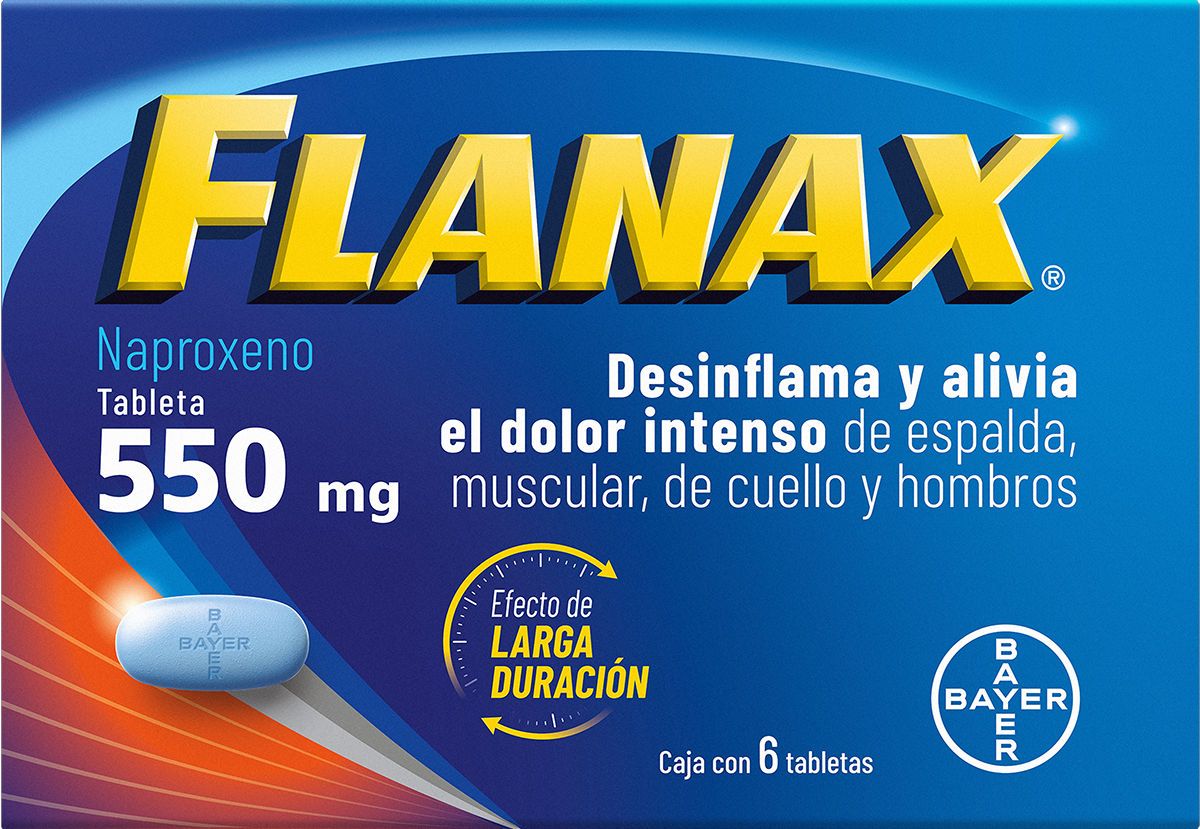 FLANAX®
Naproxeno
Tableta
550 mg
Desinflama y alivia
el dolor intenso de espalda,
muscular, de cuello y hombros
Efecto de
LARGA
DURACIÓN
BAYER
BAYER
Caja con 6 tabletas
BAYER
BAYER